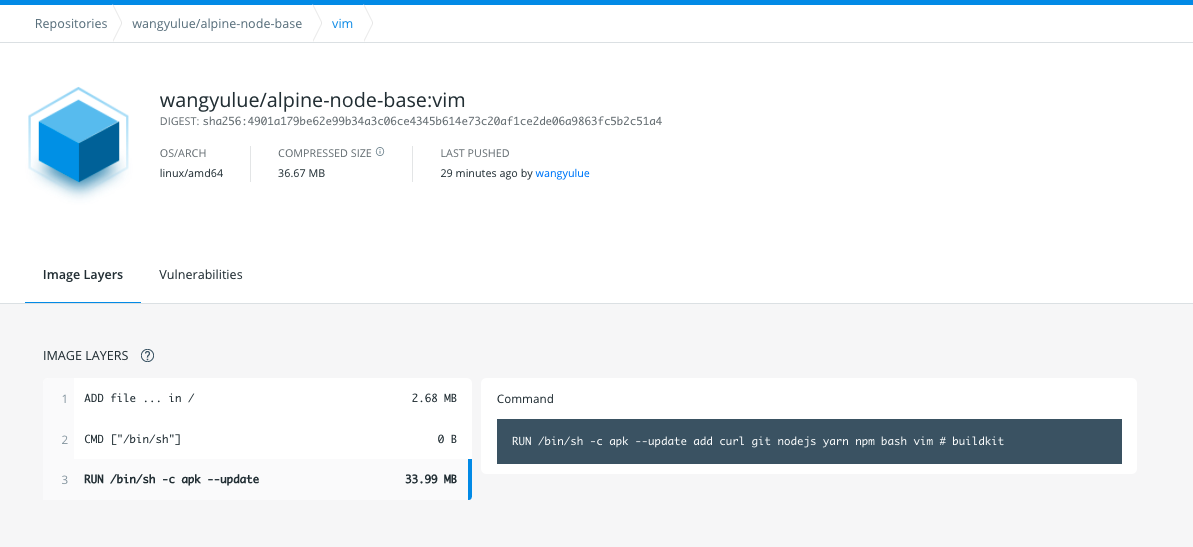 Repositories wangyulue/alpine-node-base vim
wangyulue/alpine-node-base:vim
DIGEST: sha256:4901a179be62e99b34a3c06ce4345b614e73c20af1ce2de06a9863fc5b2c51a4
OS/ARCH COMPRESSED SIZE LAST PUSHED
linux/amd64 36.67 MB 29 minutes ago by wangyulue
Image Layers Vulnerabilities
IMAGE LAYERS
1 ADD file ... in / 2.68 MB
2 CMD ["/bin/sh"] 0 B
3 RUN /bin/sh -c apk --update 33.99 MB
Command
RUN /bin/sh -c apk --update add curl git nodejs yarn npm bash vim # buildkit